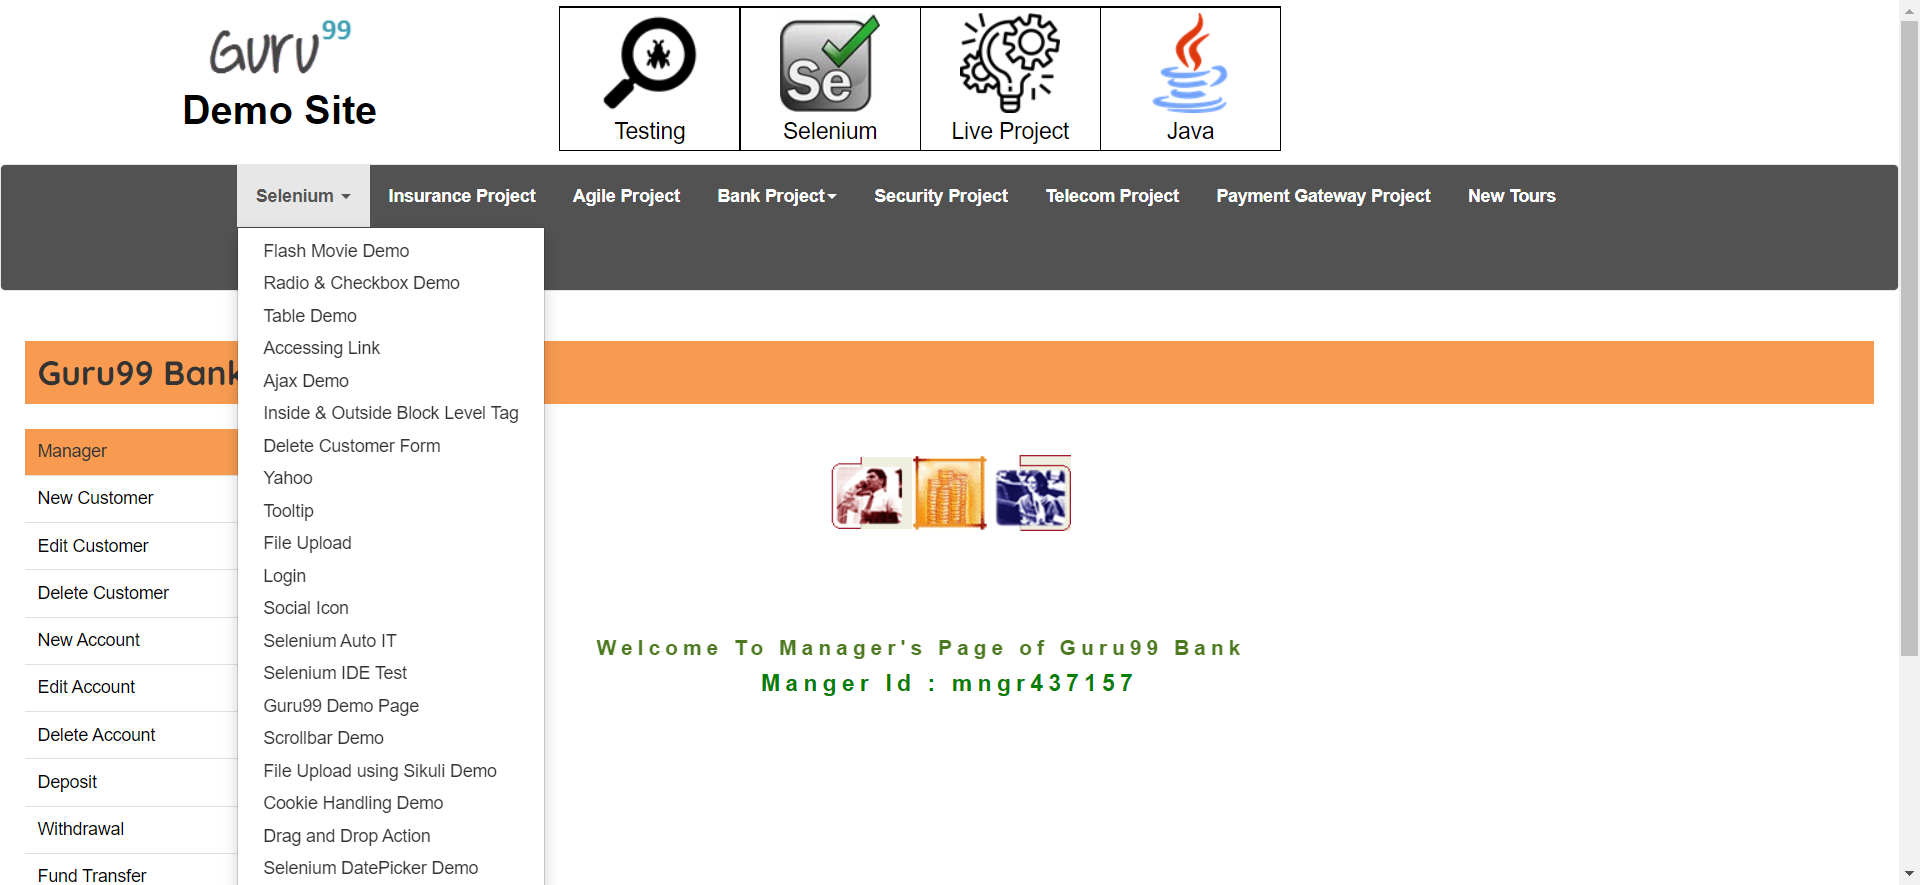 Guru99
Demo Site
Testing
Se
Selenium
Live Project
Java
Selenium
Insurance Project
Agile Project
Bank Project
Security Project
Telecom Project
Payment Gateway Project
New Tours
Flash Movie Demo
Radio & Checkbox Demo
Table Demo
Accessing Link
Ajax Demo
Inside & Outside Block Level Tag
Delete Customer Form
Yahoo
Tooltip
File Upload
Login
Social Icon
Selenium Auto IT
Selenium IDE Test
Guru99 Demo Page
Scrollbar Demo
File Upload using Sikuli Demo
Cookie Handling Demo
Drag and Drop Action
Selenium DatePicker Demo
Guru99 Bank
Manager
New Customer
Edit Customer
Delete Customer
New Account
Edit Account
Delete Account
Deposit
Withdrawal
Fund Transfer
Welcome To Manager's Page of Guru99 Bank
Manger Id : mngr437157